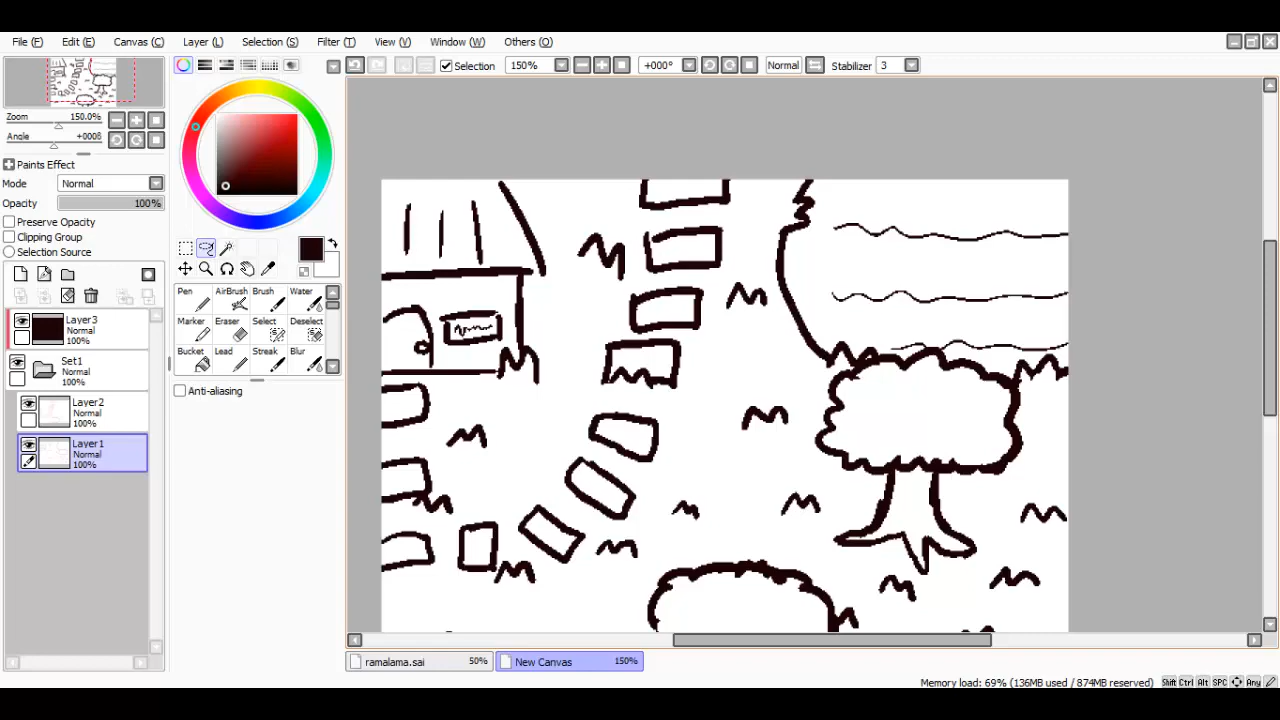 File (F) Edit (E) Canvas (C) Layer (L) Selection (S) Filter (T) View (V) Window (W) Others (O)
Selection 150% +000° Normal Stabilizer 3
Zoom 150.0%
Angle +000ß
Paints Effect
Mode Normal
Opacity 100%
Preserve Opacity
Clipping Group
Selection Source
Layer3
Normal
100%
Set1
Normal
100%
Layer2
Normal
100%
Layer1
Normal
100%
Pen AirBrush Brush Water
Marker Eraser Select Deselect
Bucket Lead Streak Blur
Anti-aliasing
ramalama.sai 50% New Canvas 150%
Memory load: 69% (136MB used / 874MB reserved) Shift Ctrl Alt SPC Any